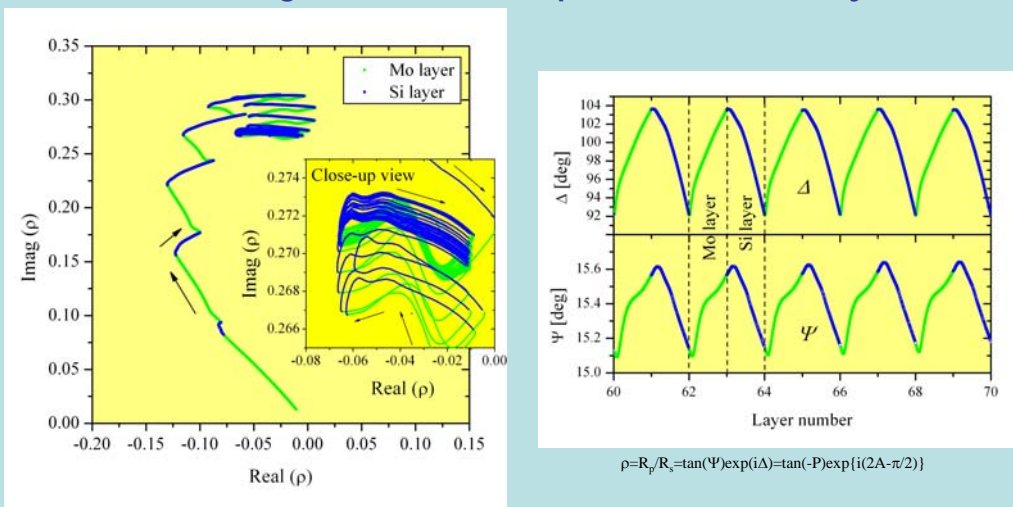 0.35
0.30
0.25
0.20
0.15
0.10
0.05
0.00
Imag (ρ)
-0.20 -0.15 -0.10 -0.05 0.00 0.05 0.10 0.15
Real (ρ)
Mo layer
Si layer
Close-up view
0.274
0.272
0.270
0.268
0.266
Imag (ρ)
-0.08 -0.06 -0.04 -0.02 0.00
Real (ρ)
104
102
100
98
96
94
92
Δ [deg]
Δ
Mo layer
Si layer
15.6
15.4
15.2
15.0
Ψ [deg]
Ψ
60 62 64 66 68 70
Layer number
ρ=Rp/Rs=tan(Ψ)exp(iΔ)=tan(-P)exp{i(2A-π/2)}